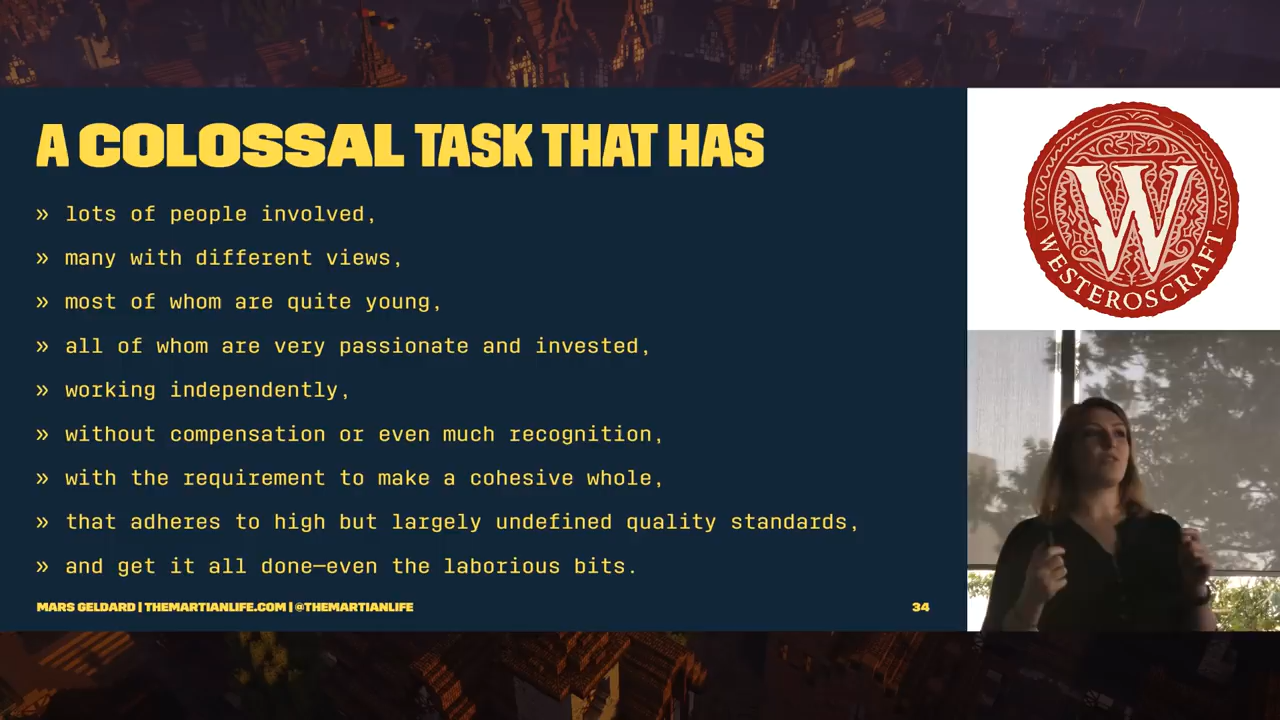 A COLOSSAL TASK THAT HAS
» lots of people involved,
» many with different views,
» most of whom are quite young,
» all of whom are very passionate and invested,
» working independently,
» without compensation or even much recognition,
» with the requirement to make a cohesive whole,
» that adheres to high but largely undefined quality standards,
» and get it all done—even the laborious bits.
MARS GELDARD | THEMARTIANLIFE.COM | @THEMARTIANLIFE
34
W
WESTEROSCRAFT